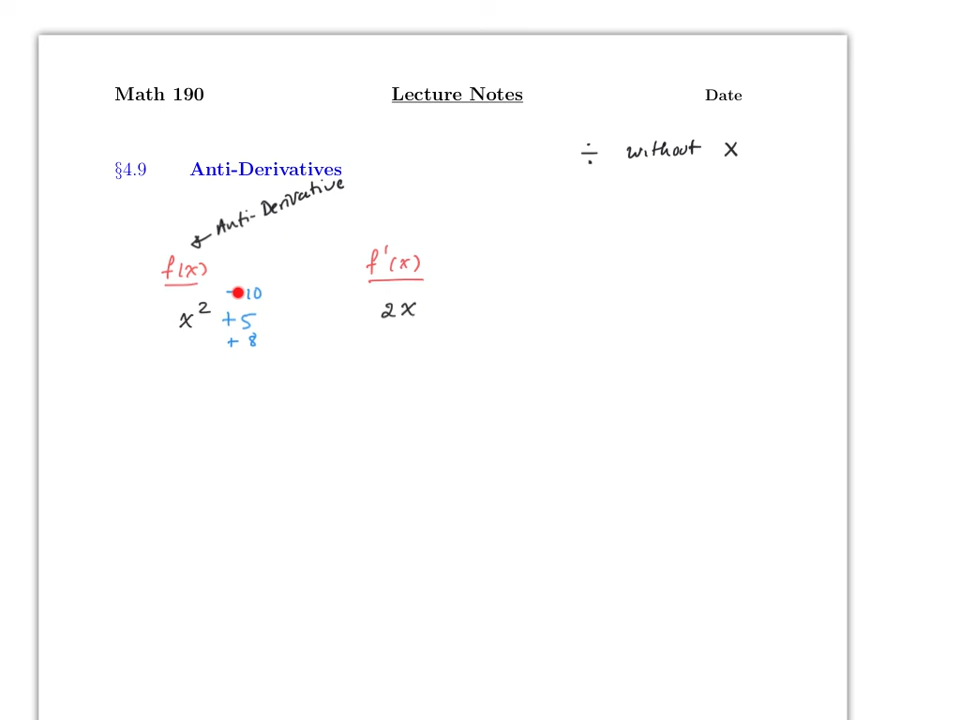 Math 190 Lecture Notes Date
÷ without x
§4.9 Anti-Derivatives
Anti-Derivative
f(x) f'(x)
-10
x² +5 2x
+ 8